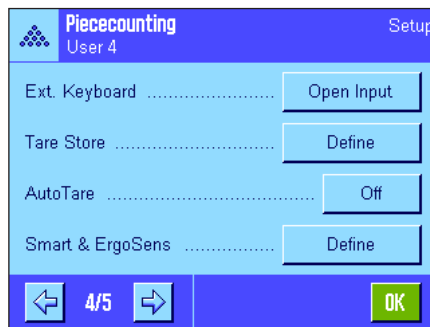 Piececounting Setup
User 4
Ext. Keyboard ........................ Open Input
Tare Store .............................. Define
AutoTare ....................................... Off
Smart & ErgoSens ................. Define
4/5 OK